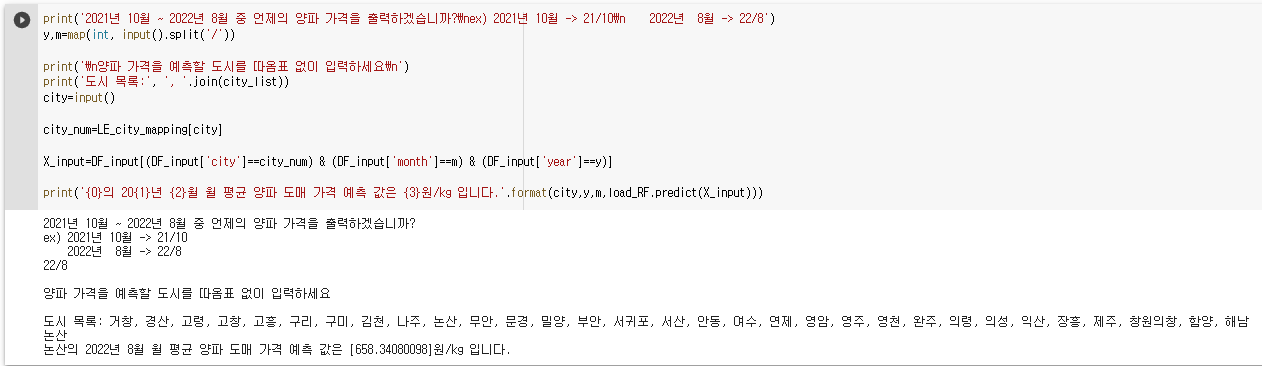 print('2021년 10월 ~ 2022년 8월 중 언제의 양파 가격을 출력하겠습니까?₩nex) 2021년 10월 -> 21/10₩n    2022년  8월 -> 22/8')
y,m=map(int, input().split('/'))
print('₩n양파 가격을 예측할 도시를 따옴표 없이 입력하세요₩n')
print('도시 목록:', ', '.join(city_list))
city=input()
city_num=LE_city_mapping[city]
X_input=DF_input[(DF_input['city']==city_num) & (DF_input['month']==m) & (DF_input['year']==y)]
print('{0}의 20{1}년 {2}월 월 평균 양파 도매 가격 예측 값은 {3}원/kg 입니다.'.format(city,y,m,load_RF.predict(X_input)))
2021년 10월 ~ 2022년 8월 중 언제의 양파 가격을 출력하겠습니까?
ex) 2021년 10월 -> 21/10
    2022년  8월 -> 22/8
22/8
양파 가격을 예측할 도시를 따옴표 없이 입력하세요
도시 목록: 거창, 경산, 고령, 고창, 고흥, 구리, 구미, 김천, 나주, 논산, 무안, 문경, 밀양, 부안, 서귀포, 서산, 안동, 여수, 연제, 영암, 영주, 영천, 완주, 의령, 의성, 익산, 장흥, 제주, 창원의창, 함양, 해남
논산
논산의 2022년 8월 월 평균 양파 도매 가격 예측 값은 [658.34080098]원/kg 입니다.